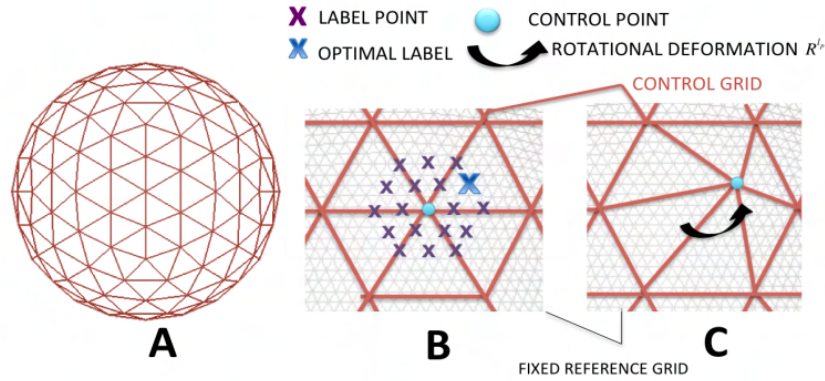 X LABEL POINT
CONTROL POINT
X OPTIMAL LABEL
ROTATIONAL DEFORMATION R^{l_p}
CONTROL GRID
A
B
C
FIXED REFERENCE GRID